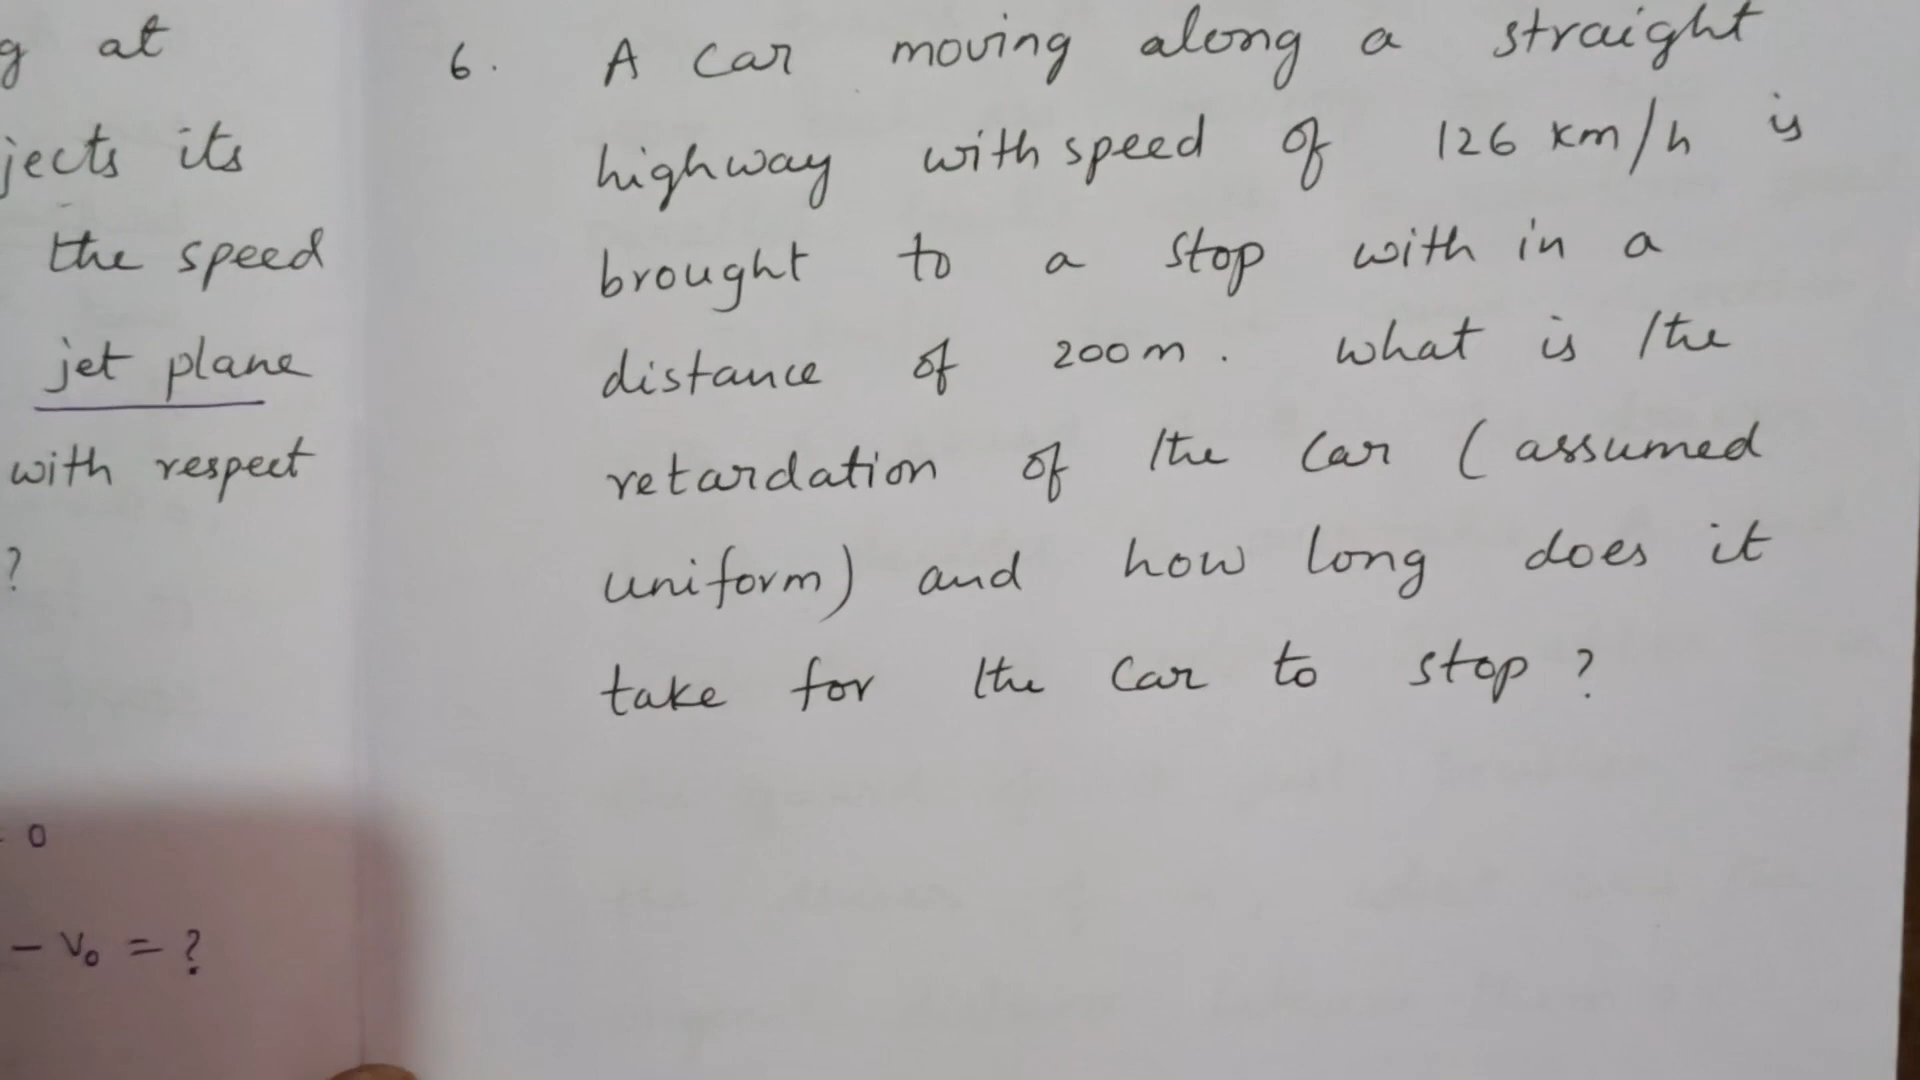 g at
jects its
the speed
jet plane
with respect
?
0
- v₀ = ?
6. A car moving along a straight
highway with speed of 126 km/h is
brought to a stop with in a
distance of 200m. what is the
retardation of the car (assumed
uniform) and how long does it
take for the car to stop?